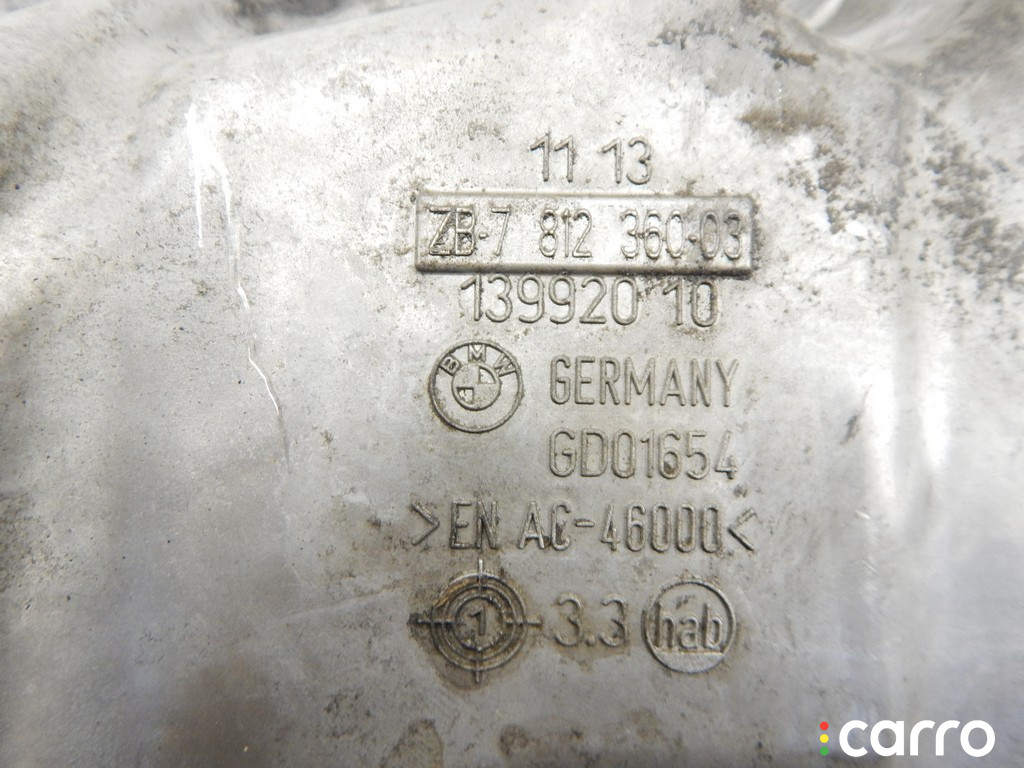 11.13
ZB·7 812 360·03
139920 10
BMW GERMANY
GD01654
>EN AC-46000<
1 3.3 hab
carro